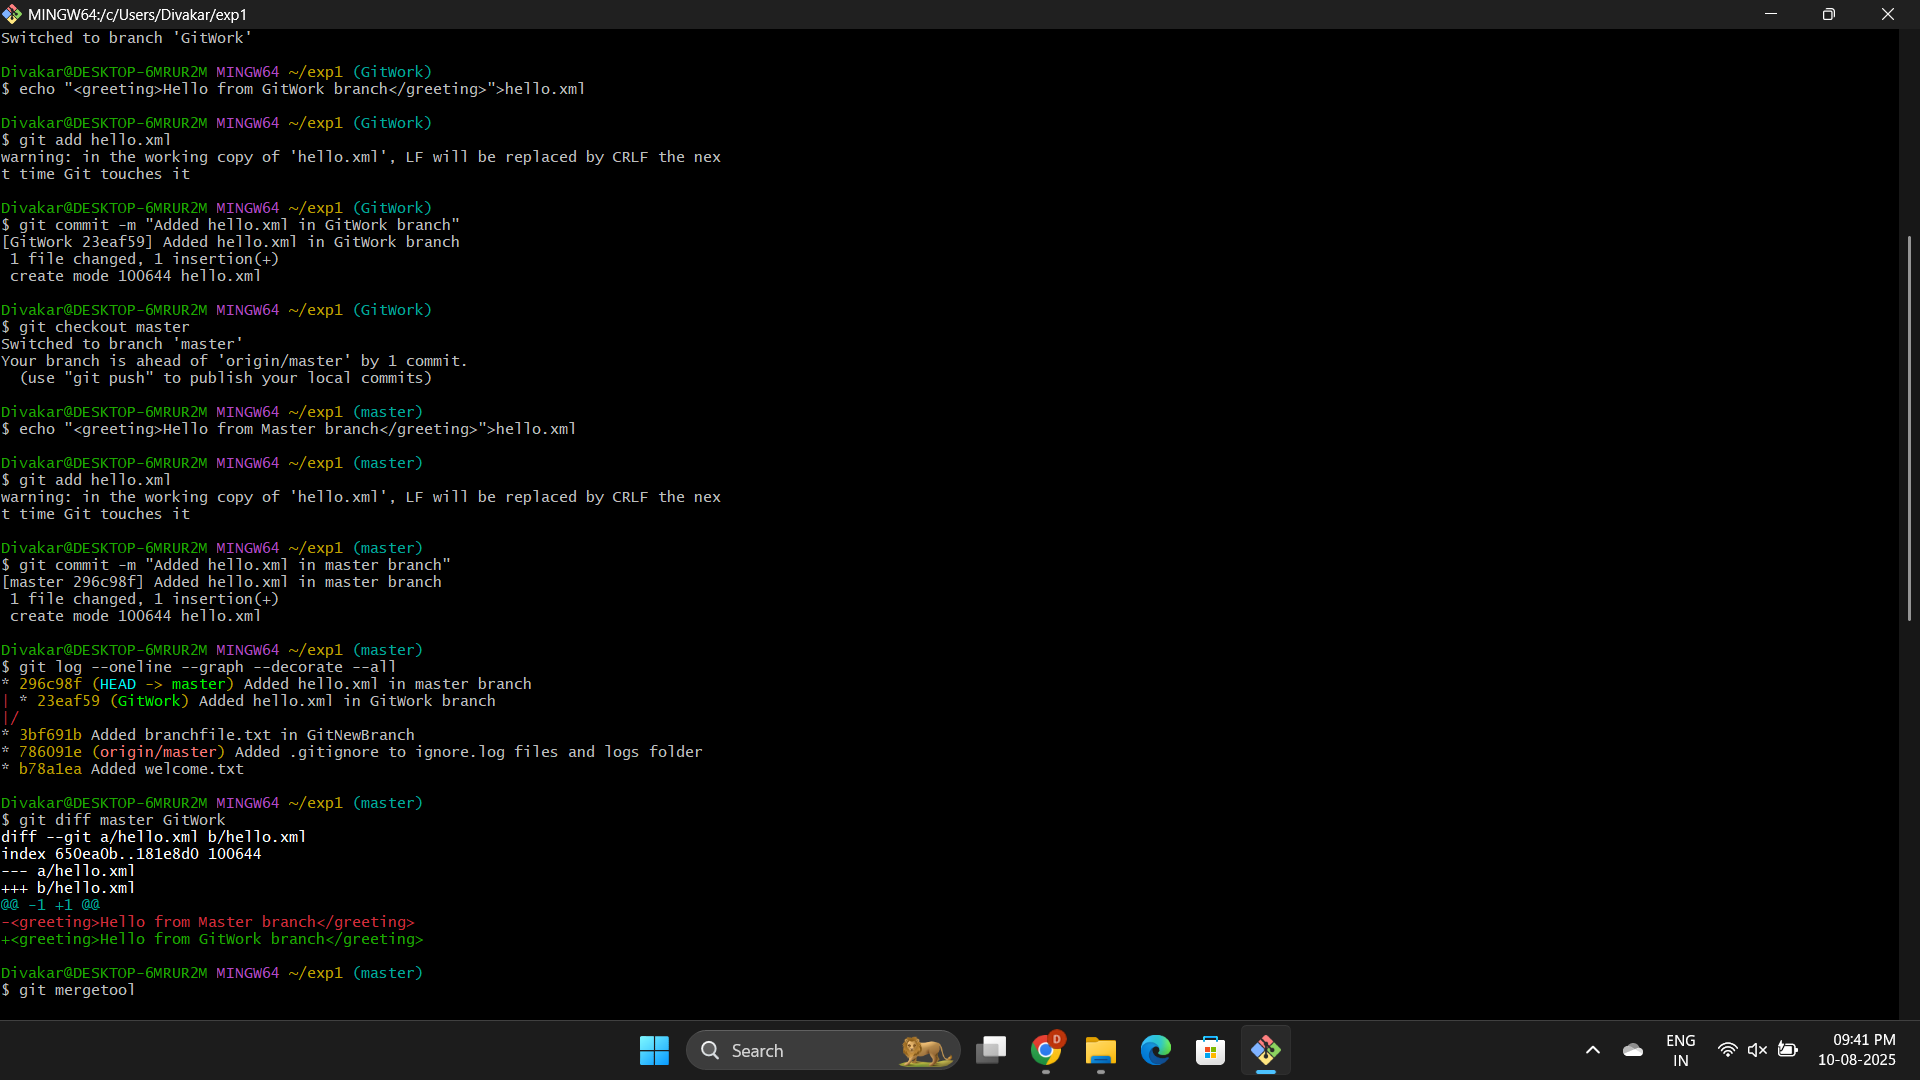 MINGW64:/c/Users/Divakar/exp1
Switched to branch 'GitWork'
Divakar@DESKTOP-6MRUR2M MINGW64 ~/exp1 (GitWork)
$ echo "<greeting>Hello from GitWork branch</greeting>">hello.xml
Divakar@DESKTOP-6MRUR2M MINGW64 ~/exp1 (GitWork)
$ git add hello.xml
warning: in the working copy of 'hello.xml', LF will be replaced by CRLF the nex
t time Git touches it
Divakar@DESKTOP-6MRUR2M MINGW64 ~/exp1 (GitWork)
$ git commit -m "Added hello.xml in GitWork branch"
[GitWork 23eaf59] Added hello.xml in GitWork branch
 1 file changed, 1 insertion(+)
 create mode 100644 hello.xml
Divakar@DESKTOP-6MRUR2M MINGW64 ~/exp1 (GitWork)
$ git checkout master
Switched to branch 'master'
Your branch is ahead of 'origin/master' by 1 commit.
  (use "git push" to publish your local commits)
Divakar@DESKTOP-6MRUR2M MINGW64 ~/exp1 (master)
$ echo "<greeting>Hello from Master branch</greeting>">hello.xml
Divakar@DESKTOP-6MRUR2M MINGW64 ~/exp1 (master)
$ git add hello.xml
warning: in the working copy of 'hello.xml', LF will be replaced by CRLF the nex
t time Git touches it
Divakar@DESKTOP-6MRUR2M MINGW64 ~/exp1 (master)
$ git commit -m "Added hello.xml in master branch"
[master 296c98f] Added hello.xml in master branch
 1 file changed, 1 insertion(+)
 create mode 100644 hello.xml
Divakar@DESKTOP-6MRUR2M MINGW64 ~/exp1 (master)
$ git log --oneline --graph --decorate --all
* 296c98f (HEAD -> master) Added hello.xml in master branch
| * 23eaf59 (GitWork) Added hello.xml in GitWork branch
|/
* 3bf691b Added branchfile.txt in GitNewBranch
* 786091e (origin/master) Added .gitignore to ignore.log files and logs folder
* b78a1ea Added welcome.txt
Divakar@DESKTOP-6MRUR2M MINGW64 ~/exp1 (master)
$ git diff master GitWork
diff --git a/hello.xml b/hello.xml
index 650ea0b..181e8d0 100644
--- a/hello.xml
+++ b/hello.xml
@@ -1 +1 @@
-<greeting>Hello from Master branch</greeting>
+<greeting>Hello from GitWork branch</greeting>
Divakar@DESKTOP-6MRUR2M MINGW64 ~/exp1 (master)
$ git mergetool
Search
D
ENG
IN
09:41 PM
10-08-2025